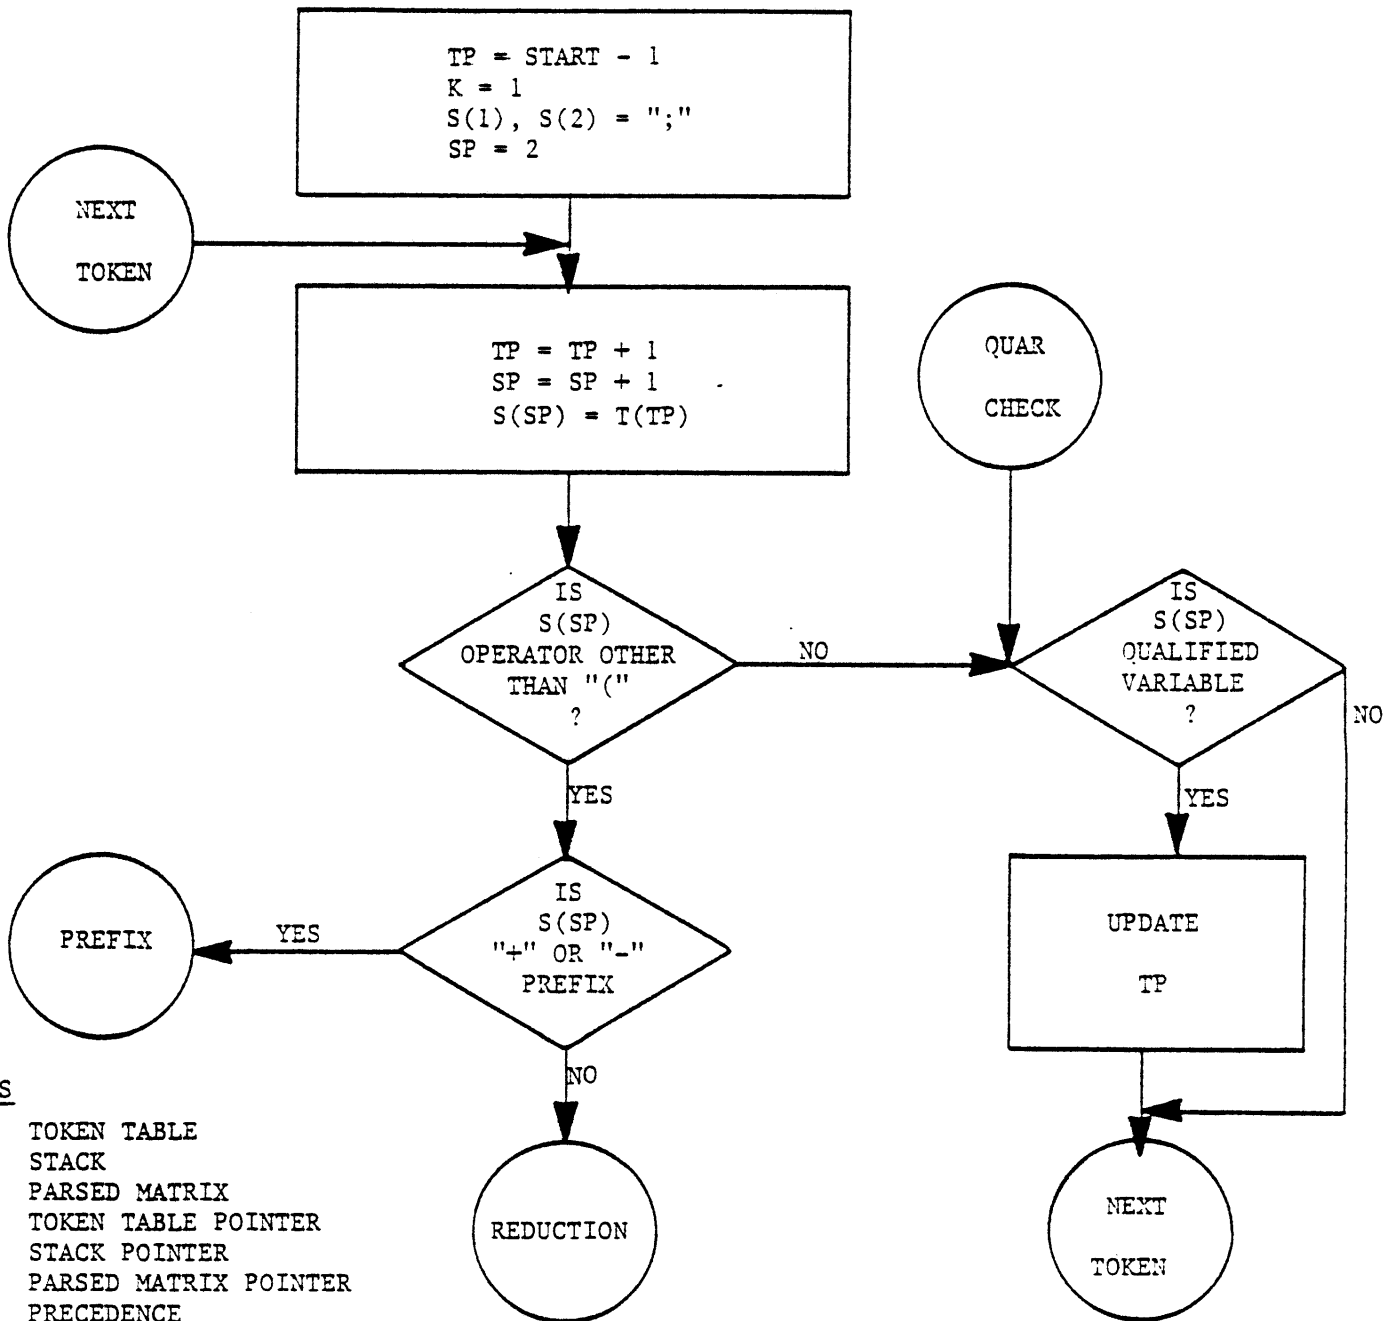 TP = START - 1
K = 1
S(1), S(2) = ";"
SP = 2
NEXT
TOKEN
TP = TP + 1
SP = SP + 1
S(SP) = T(TP)
QUAR
CHECK
IS
S(SP)
OPERATOR OTHER
THAN "("
?
NO
IS
S(SP)
QUALIFIED
VARIABLE
?
NO
YES
YES
IS
S(SP)
"+" OR "-"
PREFIX
YES
PREFIX
UPDATE
TP
NO
S
TOKEN TABLE
STACK
PARSED MATRIX
TOKEN TABLE POINTER
STACK POINTER
PARSED MATRIX POINTER
PRECEDENCE
REDUCTION
NEXT
TOKEN